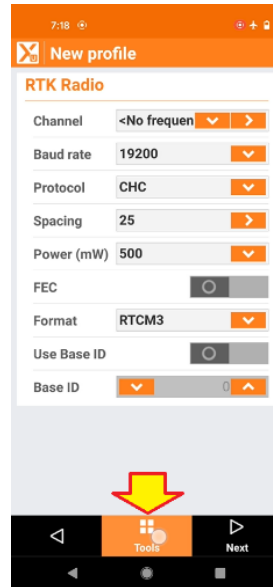 7:18
New profile
RTK Radio
Channel <No frequen
Baud rate 19200
Protocol CHC
Spacing 25
Power (mW) 500
FEC
Format RTCM3
Use Base ID
Base ID 0
Tools Next